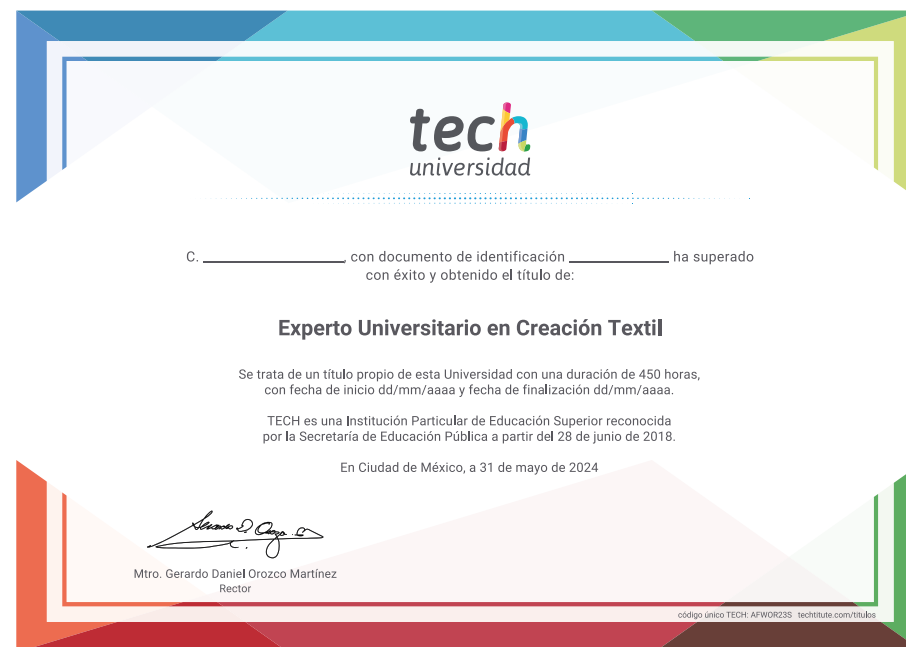 tech
universidad
C. ____________, con documento de identificación ____________ ha superado
con éxito y obtenido el título de:
Experto Universitario en Creación Textil
Se trata de un título propio de esta Universidad con una duración de 450 horas,
con fecha de inicio dd/mm/aaaa y fecha de finalización dd/mm/aaaa.
TECH es una Institución Particular de Educación Superior reconocida
por la Secretaría de Educación Pública a partir del 28 de junio de 2018.
En Ciudad de México, a 31 de mayo de 2024
Mtro. Gerardo Daniel Orozco Martínez
Rector
código único TECH: AFWOR23S techtitute.com/titulos